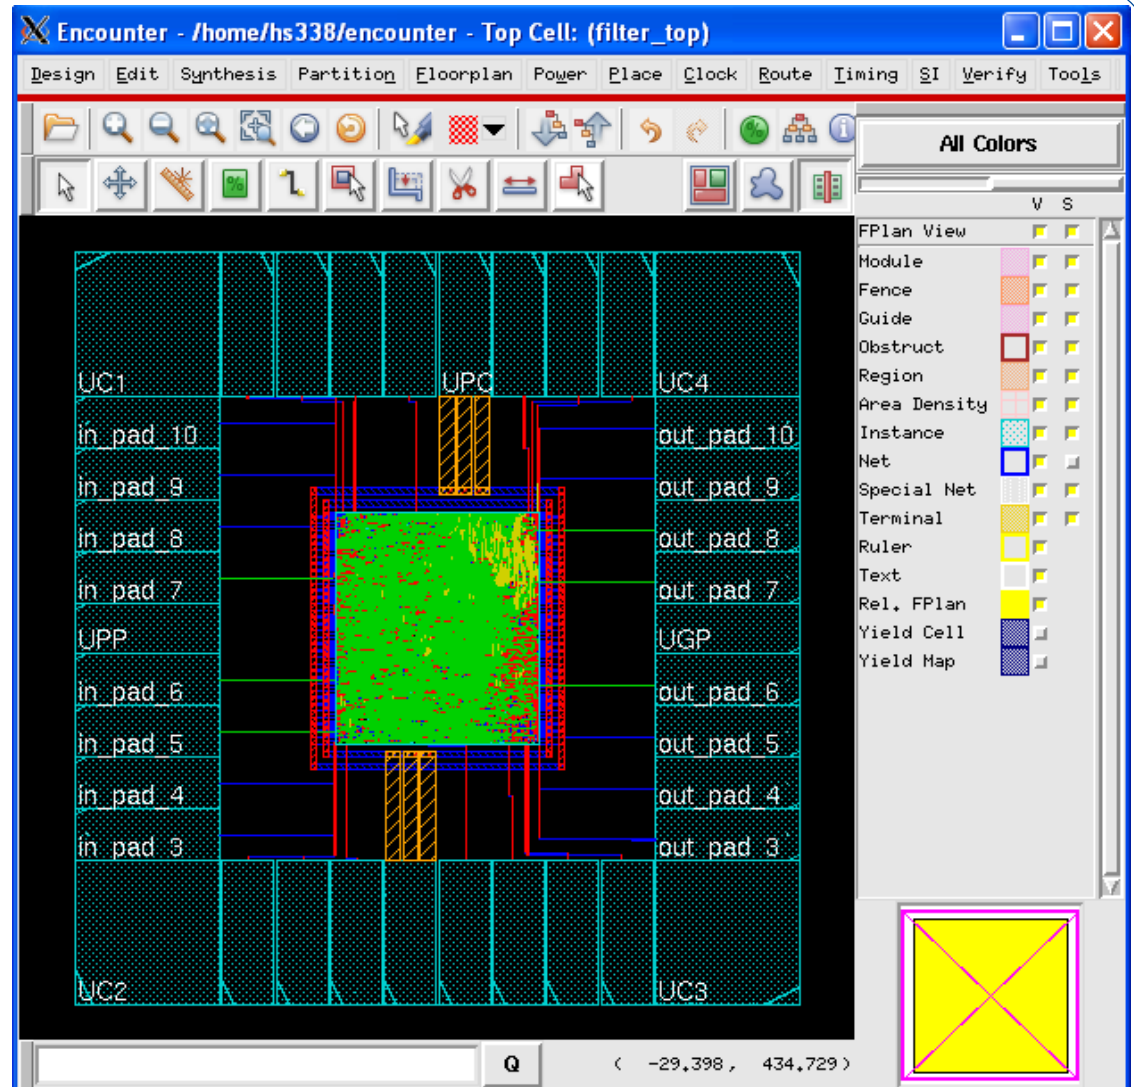 Encounter - /home/hs338/encounter - Top Cell: (filter_top)
Design Edit Synthesis Partition Floorplan Power Place Clock Route Timing SI Verify Tools
All Colors
V S
FPlan View
Module
Fence
Guide
Obstruct
Region
Area Density
Instance
Net
Special Net
Terminal
Ruler
Text
Rel. FPlan
Yield Cell
Yield Map
UC1 UPC UC4
in_pad_10 out_pad_10
in_pad_9 out_pad_9
in_pad_8 out_pad_8
in_pad_7 out_pad_7
UPP UGP
in_pad_6 out_pad_6
in_pad_5 out_pad_5
in_pad_4 out_pad_4
in_pad_3 out_pad_3
UC2 UC3
Q ( -29.398, 434.729)